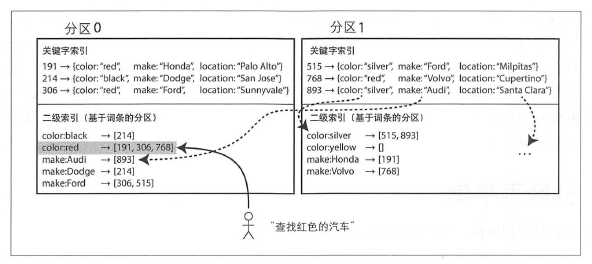 分区0
关键字索引
191 → {color: “red”, make: “Honda”, location: “Palo Alto”}
214 → {color: “black”, make: “Dodge”, location: “San Jose”}
306 → {color: “red”, make: “Ford”, location: “Sunnyvale”}
二级索引（基于词条的分区）
color:black → [214]
color:red → [191, 306, 768]
make:Audi → [893]
make:Dodge → [214]
make:Ford → [306, 515]
分区1
关键字索引
515 → {color: “silver”, make: “Ford”, location: “Milpitas”}
768 → {color: “red”, make: “Volvo”, location: “Cupertino”}
893 → {color: “silver”, make: “Audi”, location: “Santa Clara”}
二级索引（基于词条的分区）
color:silver → [515, 893]
color:yellow → []
make:Honda → [191]
make:Volvo → [768]
...
“查找红色的汽车”